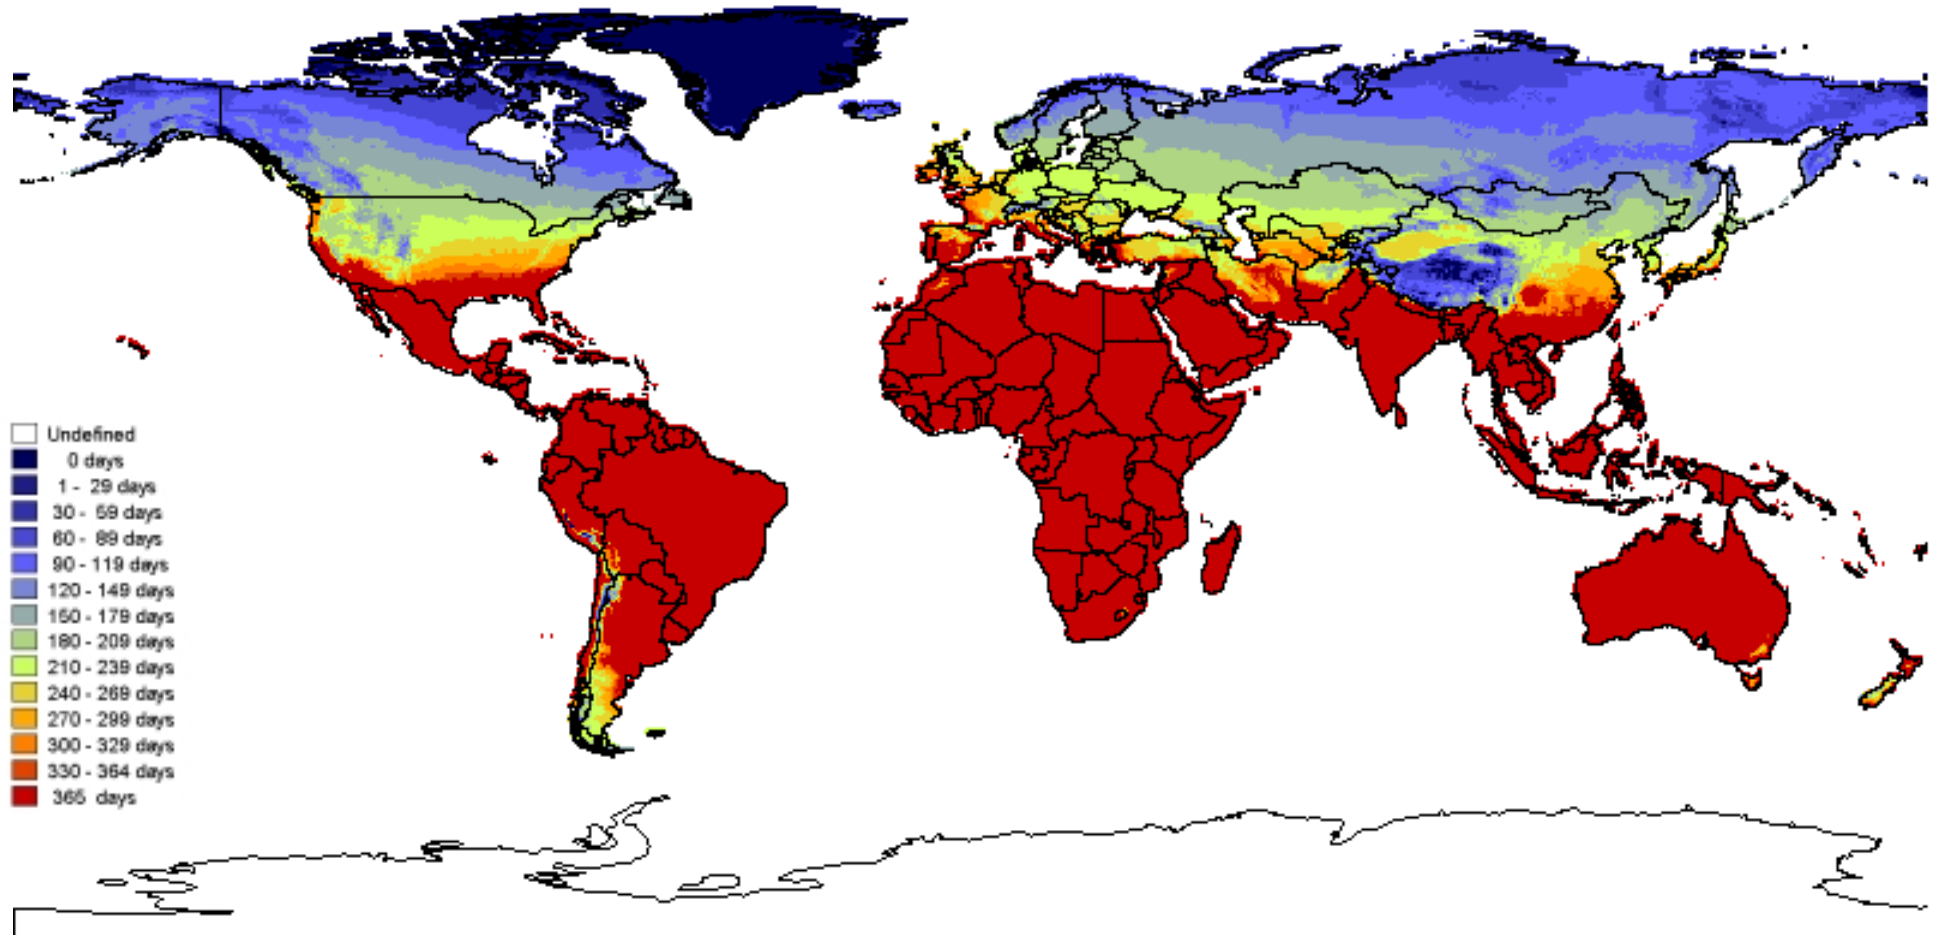 Undefined
0 days
1 - 29 days
30 - 59 days
60 - 89 days
90 - 119 days
120 - 149 days
150 - 179 days
180 - 209 days
210 - 239 days
240 - 269 days
270 - 299 days
300 - 329 days
330 - 364 days
365 days